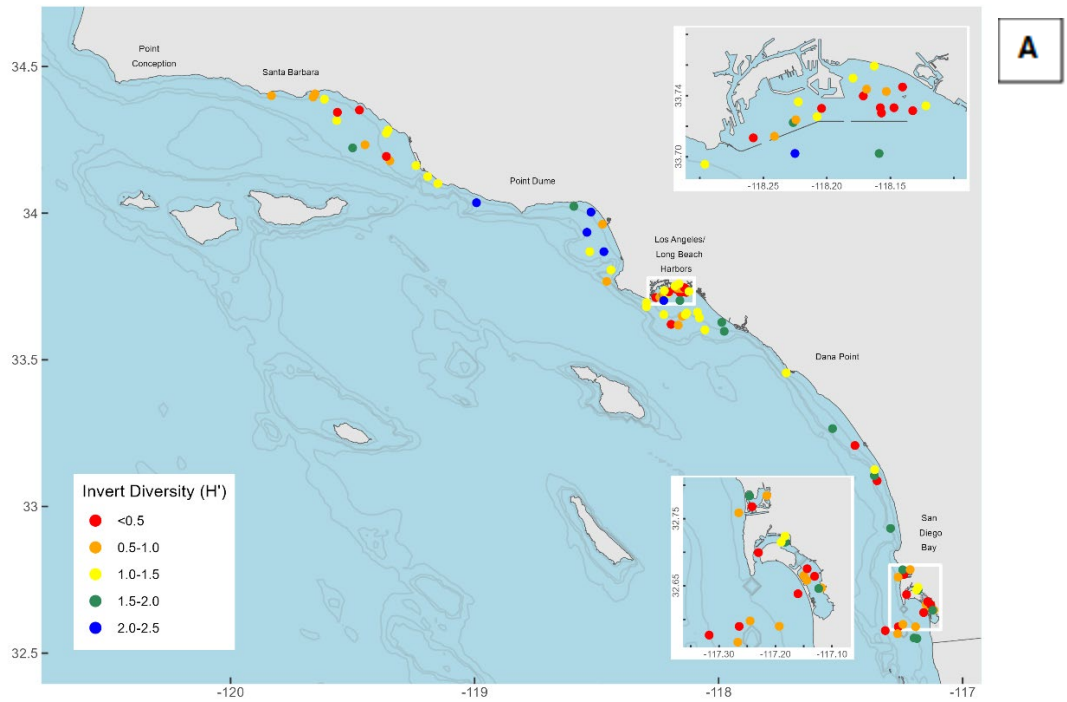 A
34.5
34
33.5
33
32.5
-120
-119
-118
-117
Point
Conception
Santa Barbara
Point Dume
Los Angeles/
Long Beach
Harbors
Dana Point
San
Diego
Bay
33.74
33.70
-118.25
-118.20
-118.15
32.75
32.65
-117.30
-117.20
-117.10
Invert Diversity (H')
<0.5
0.5-1.0
1.0-1.5
1.5-2.0
2.0-2.5